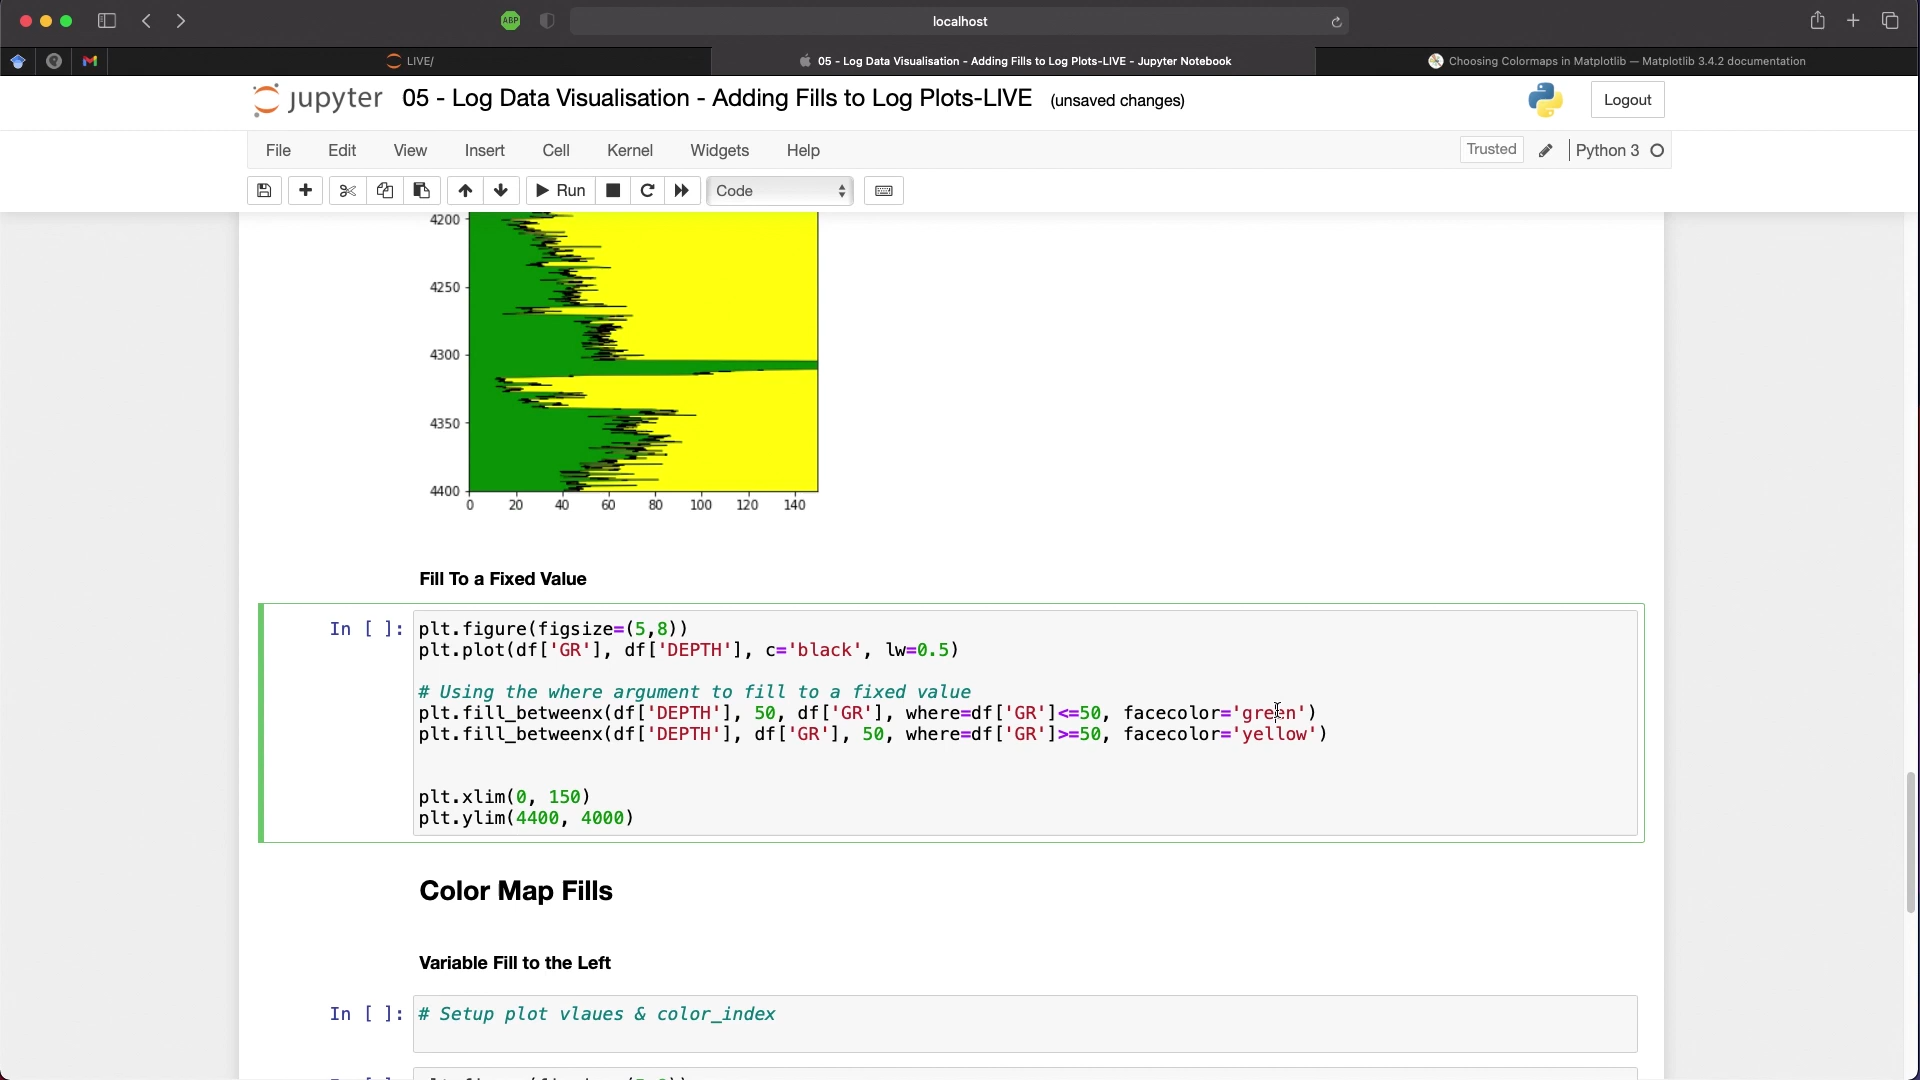 ABP
localhost
LIVE/
05 - Log Data Visualisation - Adding Fills to Log Plots-LIVE - Jupyter Notebook
Choosing Colormaps in Matplotlib — Matplotlib 3.4.2 documentation
jupyter 05 - Log Data Visualisation - Adding Fills to Log Plots-LIVE (unsaved changes)
Logout
File Edit View Insert Cell Kernel Widgets Help
Trusted
Python 3
Run
Code
4200
4250
4300
4350
4400
0 20 40 60 80 100 120 140
Fill To a Fixed Value
In [ ]: plt.figure(figsize=(5,8))
plt.plot(df['GR'], df['DEPTH'], c='black', lw=0.5)
# Using the where argument to fill to a fixed value
plt.fill_betweenx(df['DEPTH'], 50, df['GR'], where=df['GR']<=50, facecolor='green')
plt.fill_betweenx(df['DEPTH'], df['GR'], 50, where=df['GR']>=50, facecolor='yellow')
plt.xlim(0, 150)
plt.ylim(4400, 4000)
Color Map Fills
Variable Fill to the Left
In [ ]: # Setup plot vlaues & color_index